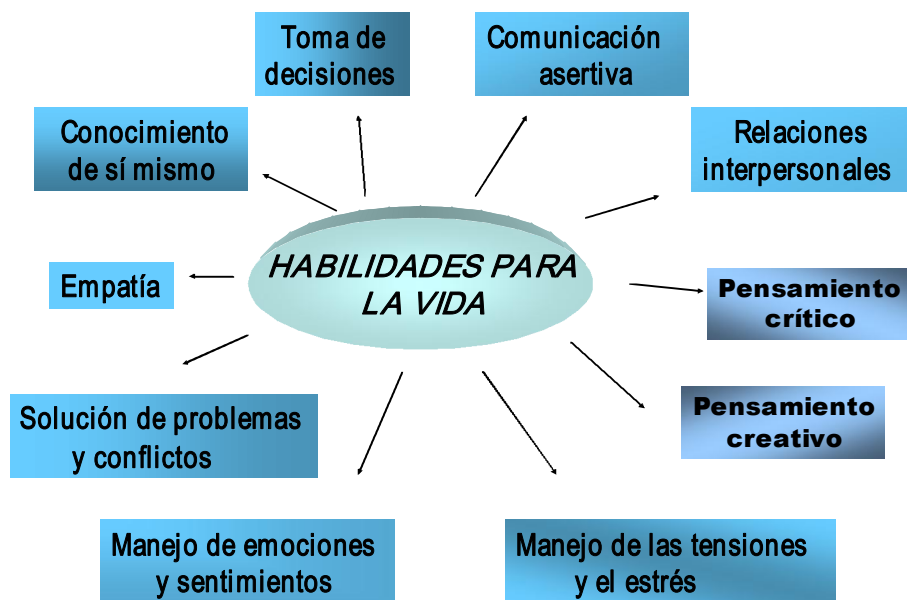 Toma de
decisiones
Comunicación
asertiva
Conocimiento
de sí mismo
Relaciones
interpersonales
HABILIDADES PARA
LA VIDA
Empatía
Pensamiento
crítico
Solución de problemas
y conflictos
Pensamiento
creativo
Manejo de emociones
y sentimientos
Manejo de las tensiones
y el estrés